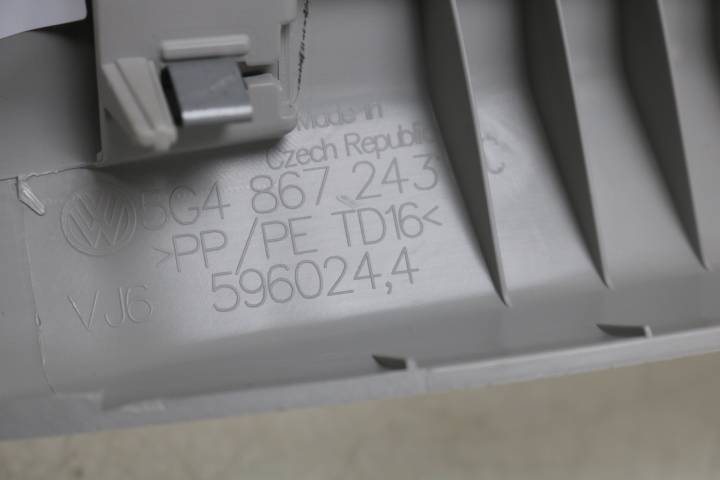 Made in
Czech Republic
5G4 867 243 C
>PP/PE TD16<
VJ6 596024,4